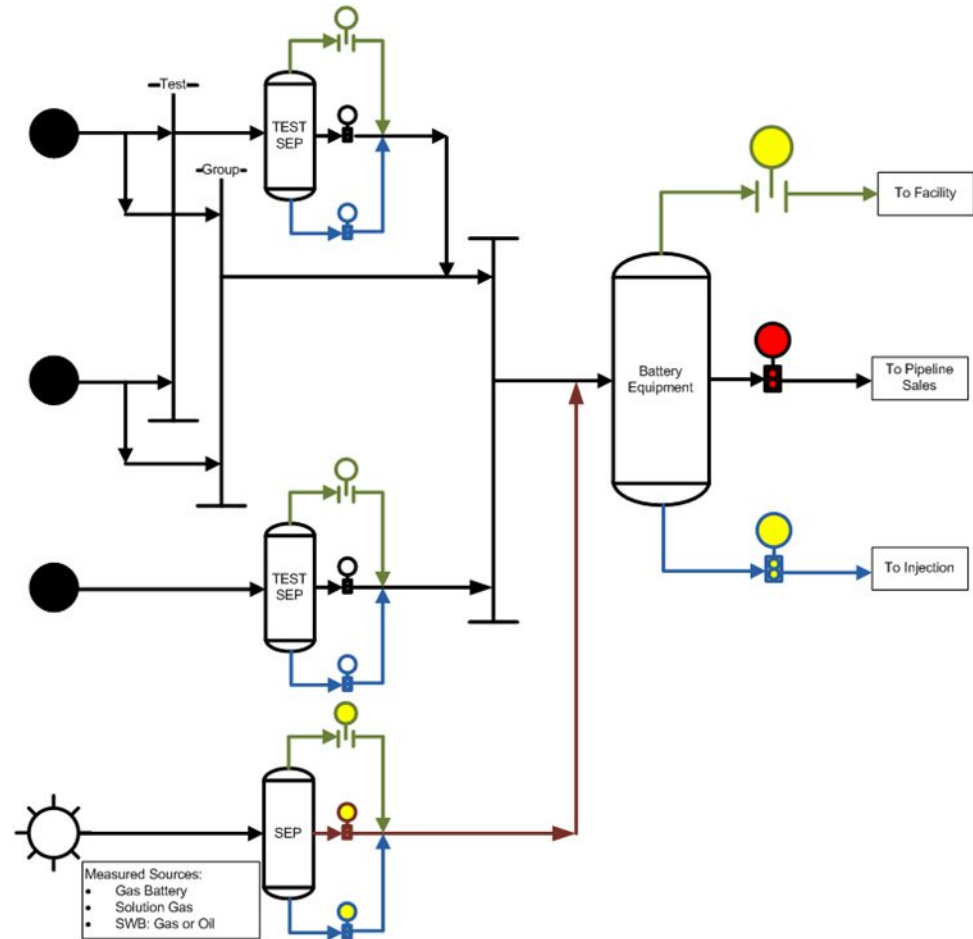 Test
TEST
SEP
Group
To Facility
Battery
Equipment
To Pipeline
Sales
TEST
SEP
To Injection
SEP
Measured Sources:
• Gas Battery
• Solution Gas
• SWB: Gas or Oil